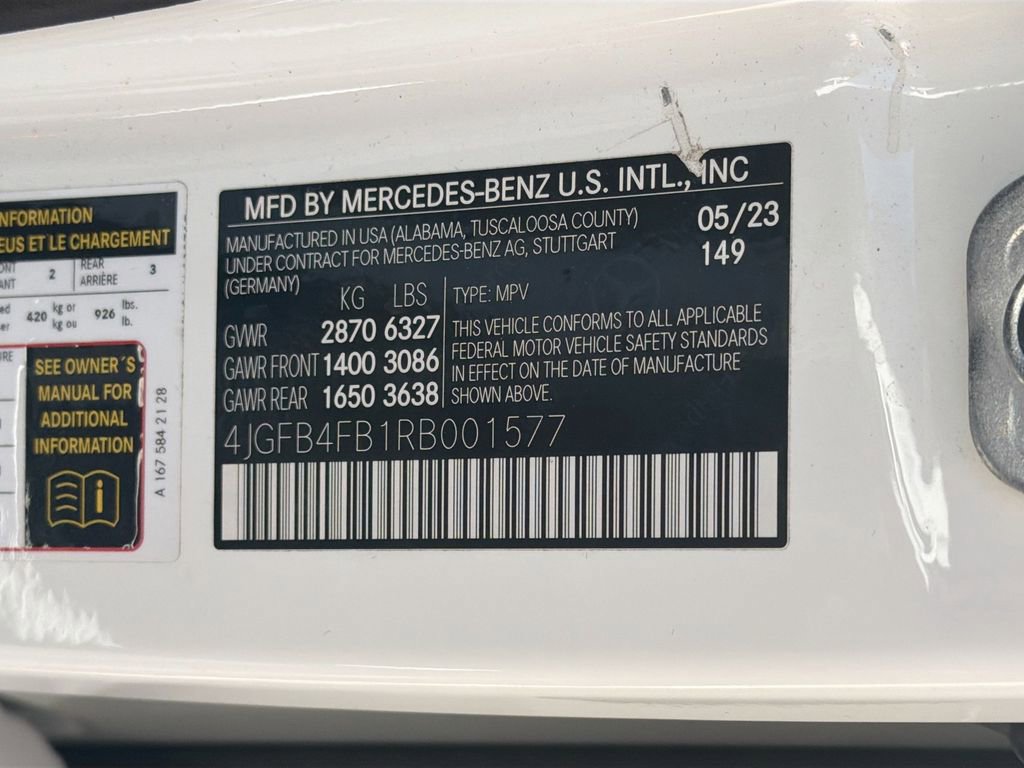 INFORMATION
EUS ET LE CHARGEMENT
2 REAR 3
ARRIÈRE
420 kg or 926 lbs.
kg ou lb.
SEE OWNER´S
MANUAL FOR
ADDITIONAL
INFORMATION
i
A 167 584 21 28
MFD BY MERCEDES-BENZ U.S. INTL., INC
MANUFACTURED IN USA (ALABAMA, TUSCALOOSA COUNTY) 05/23
UNDER CONTRACT FOR MERCEDES-BENZ AG, STUTTGART 149
(GERMANY)
KG LBS TYPE: MPV
GVWR 2870 6327
GAWR FRONT 1400 3086
GAWR REAR 1650 3638
THIS VEHICLE CONFORMS TO ALL APPLICABLE
FEDERAL MOTOR VEHICLE SAFETY STANDARDS
IN EFFECT ON THE DATE OF MANUFACTURE
SHOWN ABOVE.
4JGFB4FB1RB001577